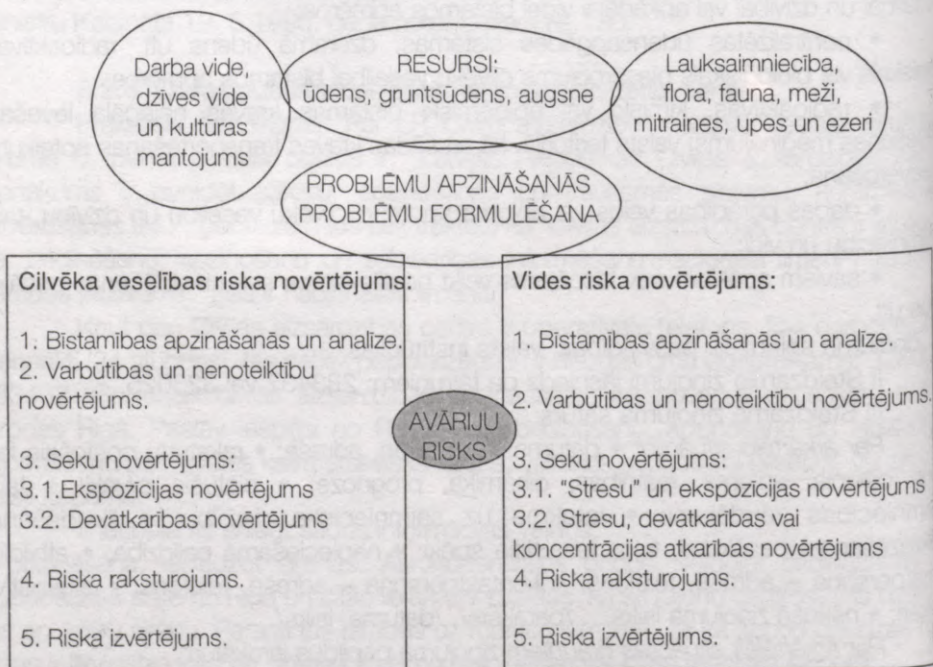 Darba vide,
dzīves vide
un kultūras
mantojums
RESURSI:
ūdens, gruntsūdens, augsne
Lauksaimniecība,
flora, fauna, meži,
mitraines, upes un ezeri
PROBLĒMU APZINĀŠANĀS
PROBLĒMU FORMULĒŠANA
Cilvēka veselības riska novērtējums:
1. Bistamības apzināšanās un analīze.
2. Varbūtības un nenoteiktību
novērtējums.
3. Seku novērtējums:
3.1.Ekspozīcijas novērtējums
3.2. Devatkarības novērtējums
4. Riska raksturojums.
5. Riska izvērtējums.
AVĀRIJU
RISKS
Vides riska novērtējums:
1. Bistamības apzināšanās un analīze.
2. Varbūtības un nenoteiktību novērtējums.
3. Seku novērtējums:
3.1. "Stresu" un ekspozīcijas novērtējums
3.2. Stresu, devatkarības vai
koncentrācijas atkarības novērtējums
4. Riska raksturojums.
5. Riska izvērtējums.